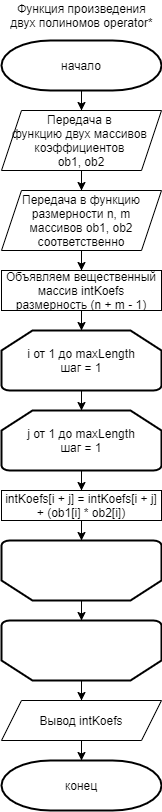 Функция произведения
двух полиномов operator*
начало
Передача в
функцию двух массивов
коэффициентов
ob1, ob2
Передача в функцию
размерности n, m
массивов ob1, ob2
соответственно
Объявляем вещественный
массив intKoefs
размерность (n + m - 1)
i от 1 до maxLength
шаг = 1
j от 1 до maxLength
шаг = 1
intKoefs[i + j] = intKoefs[i + j]
+ (ob1[i] * ob2[i])
Вывод intKoefs
конец